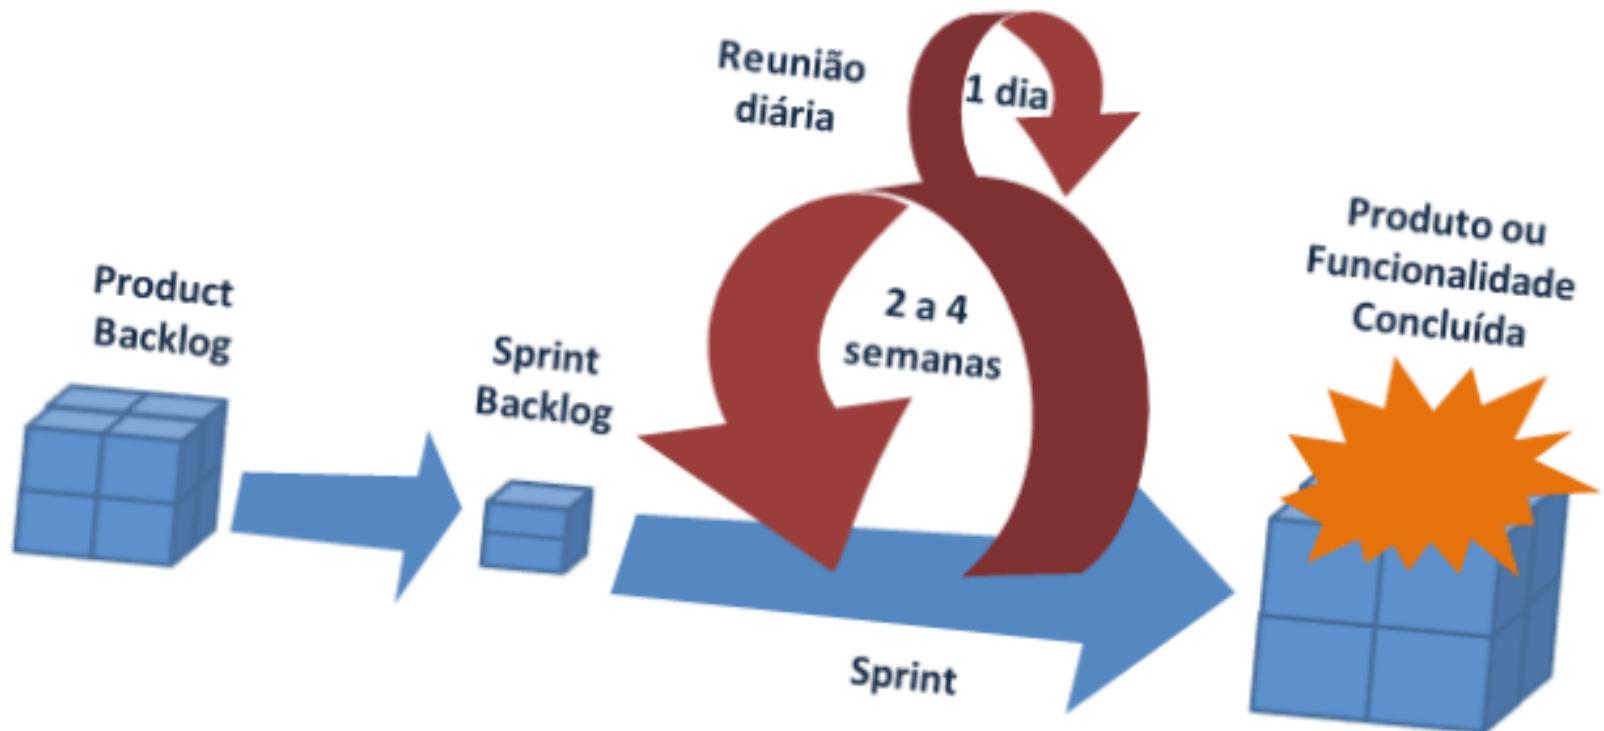 Reunião
diária
1 dia
Product
Backlog
Sprint
Backlog
2 a 4
semanas
Produto ou
Funcionalidade
Concluída
Sprint